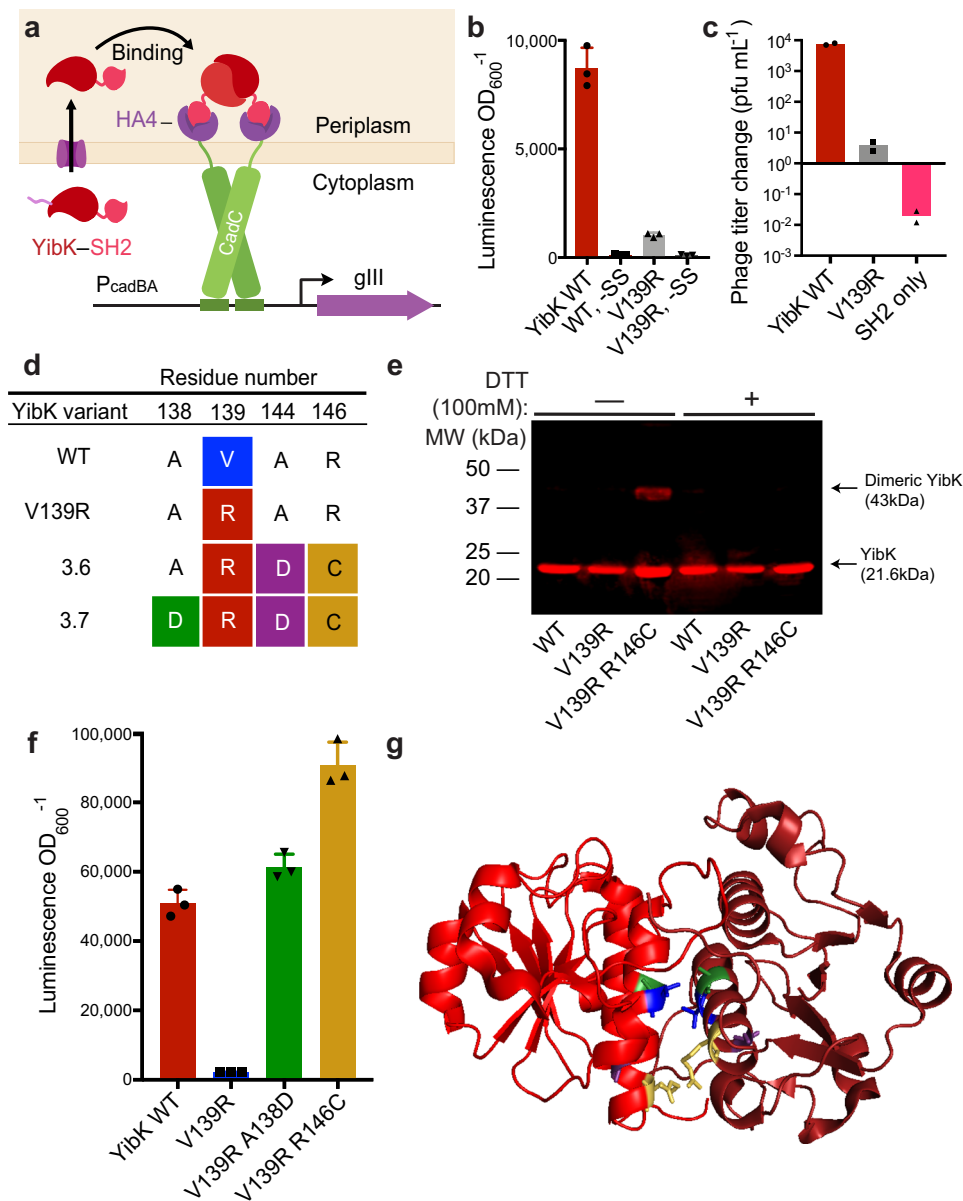 a
Binding
HA4
Periplasm
Cytoplasm
YibK–SH2
CadC
PcadBA
gIII
b
Luminescence OD600-1
10,000
5,000
0
YibK WT
WT, -SS
V139R
V139R, -SS
c
Phage titer change (pfu mL-1)
10^4
10^3
10^2
10^1
10^0
10^-1
10^-2
10^-3
YibK WT
V139R
SH2 only
d
Residue number
YibK variant 138 139 144 146
WT A V A R
V139R A R A R
3.6 A R D C
3.7 D R D C
e
DTT
(100mM): — +
MW (kDa)
50
37
25
20
Dimeric YibK
(43kDa)
YibK
(21.6kDa)
WT
V139R
V139R R146C
WT
V139R
V139R R146C
f
Luminescence OD600-1
100,000
80,000
60,000
40,000
20,000
0
YibK WT
V139R
V139R A138D
V139R R146C
g